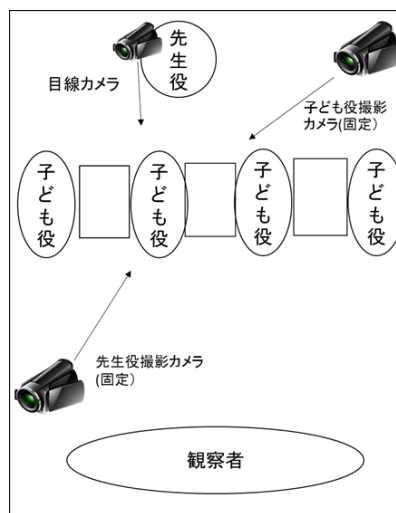 先生役
目線カメラ
子ども役撮影
カメラ(固定)
子ども役
子ども役
子ども役
子ども役
先生役撮影カメラ
(固定)
観察者